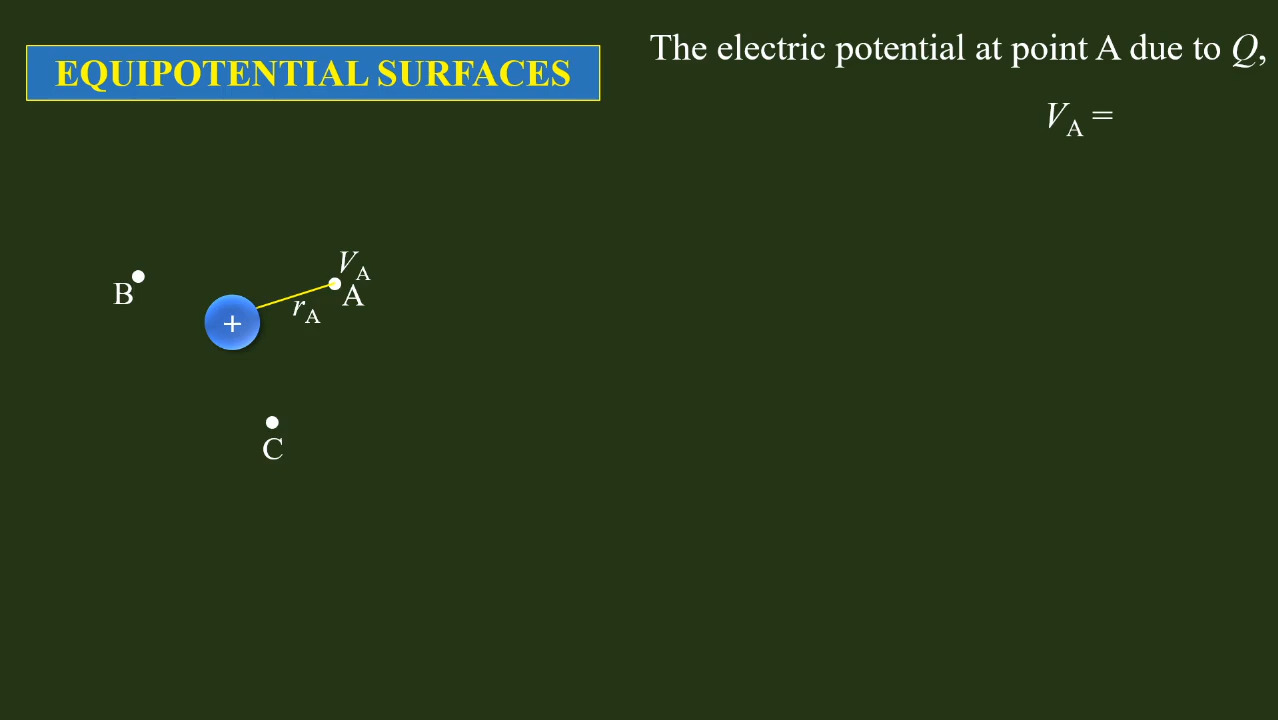 EQUIPOTENTIAL SURFACES
The electric potential at point A due to Q,
V_A =
V_A
B
A
r_A
+
C